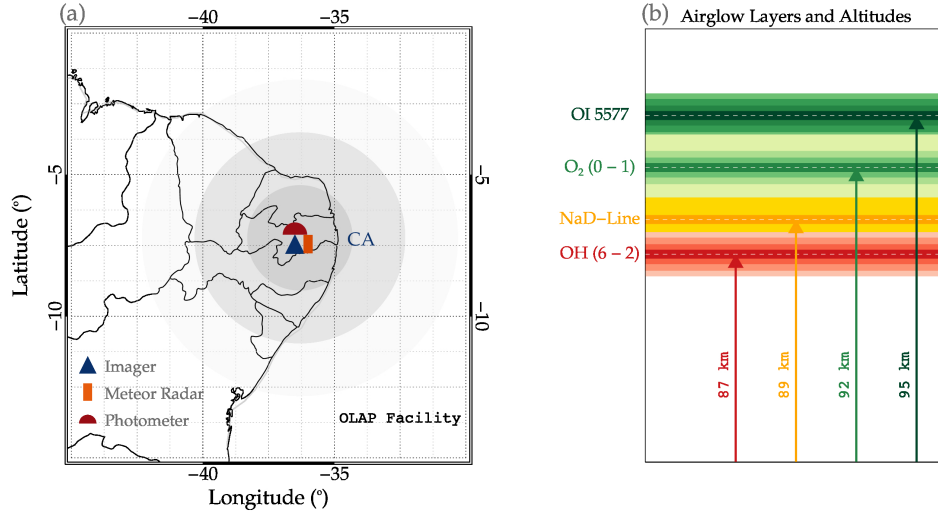 (a)
−40
−35
−5
−5
−10
−10
CA
Imager
Meteor Radar
Photometer
OLAP Facility
−40
−35
Latitude (°)
Longitude (°)
(b)
Airglow Layers and Altitudes
OI 5577
O₂ (0 − 1)
NaD−Line
OH (6 − 2)
87 km
89 km
92 km
95 km